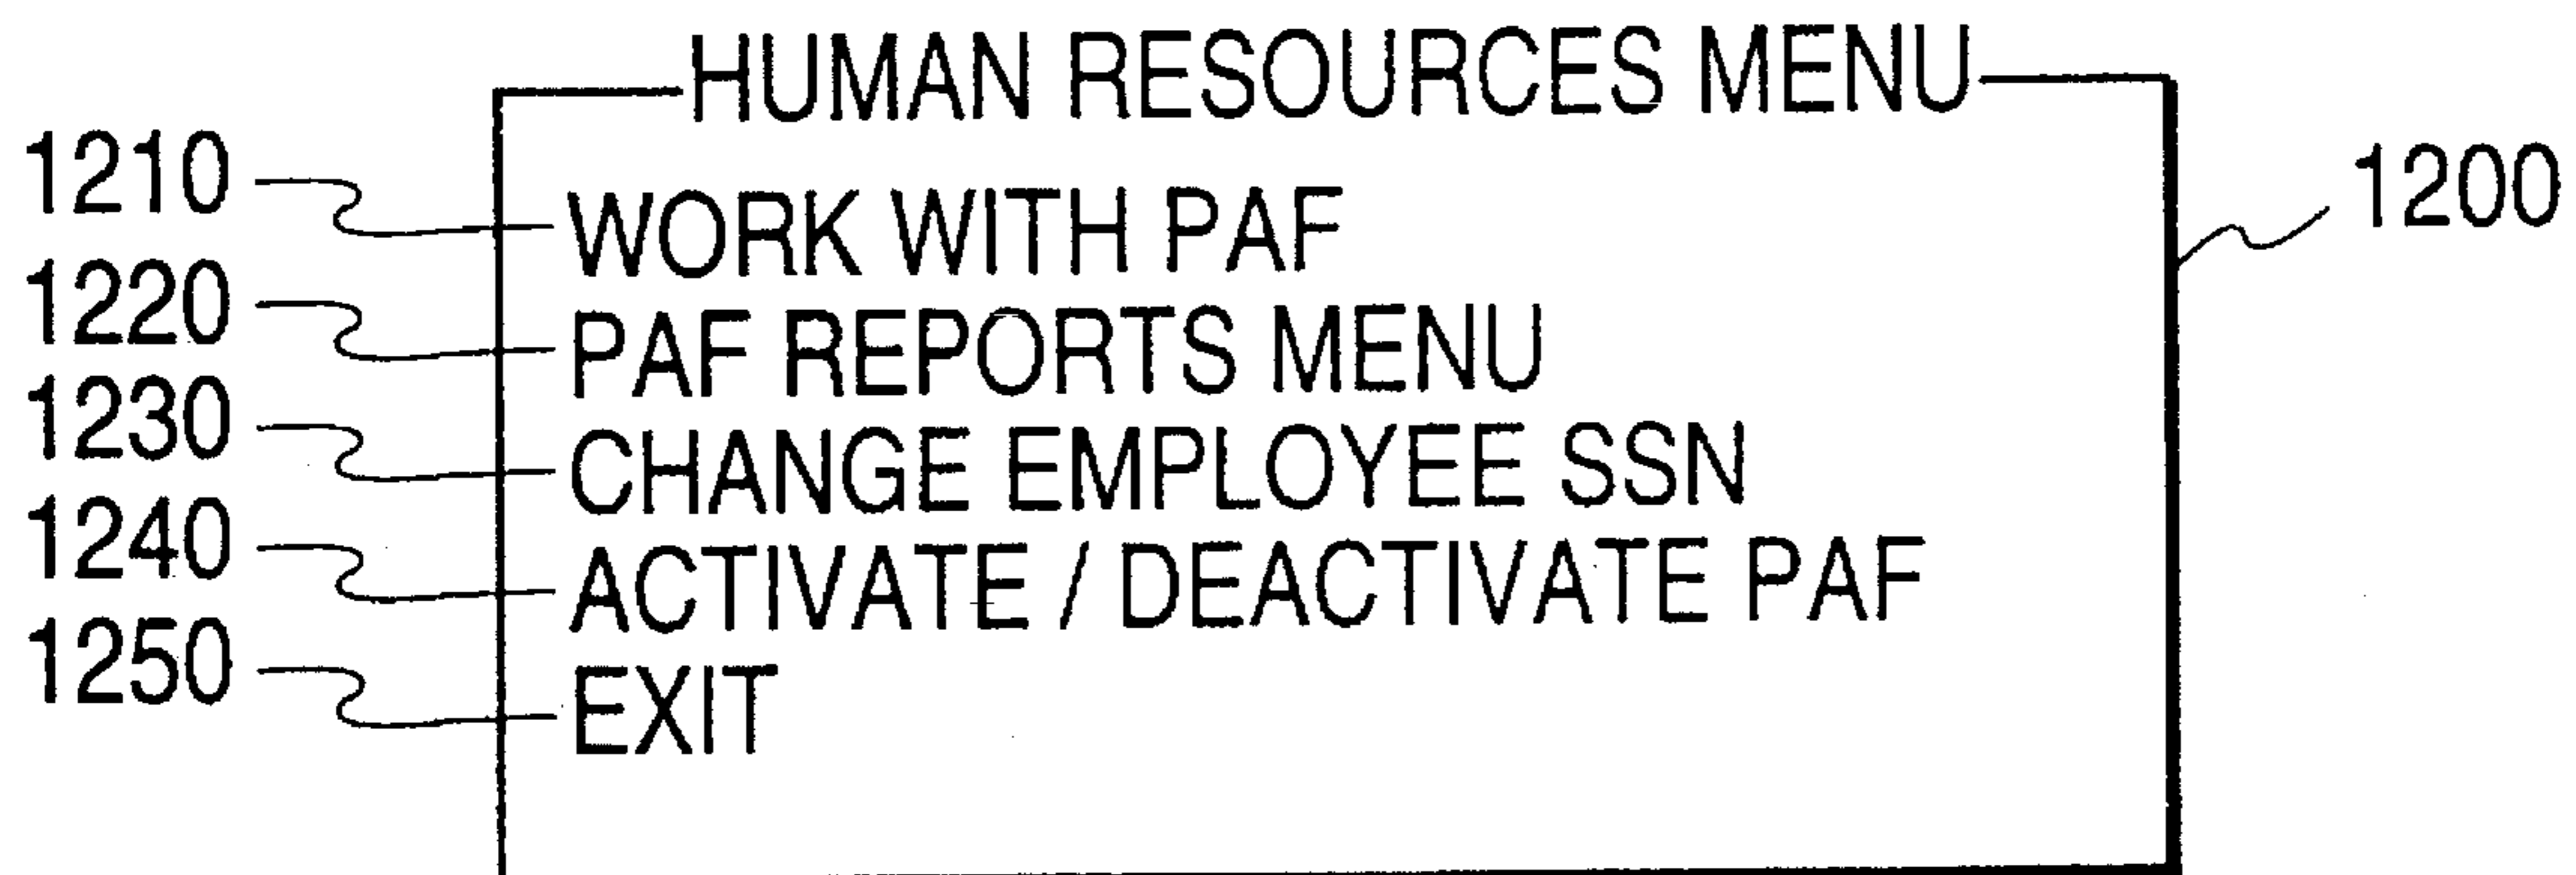 HUMAN RESOURCES MENU
1200
1210 WORK WITH PAF
1220 PAF REPORTS MENU
1230 CHANGE EMPLOYEE SSN
1240 ACTIVATE / DEACTIVATE PAF
1250 EXIT